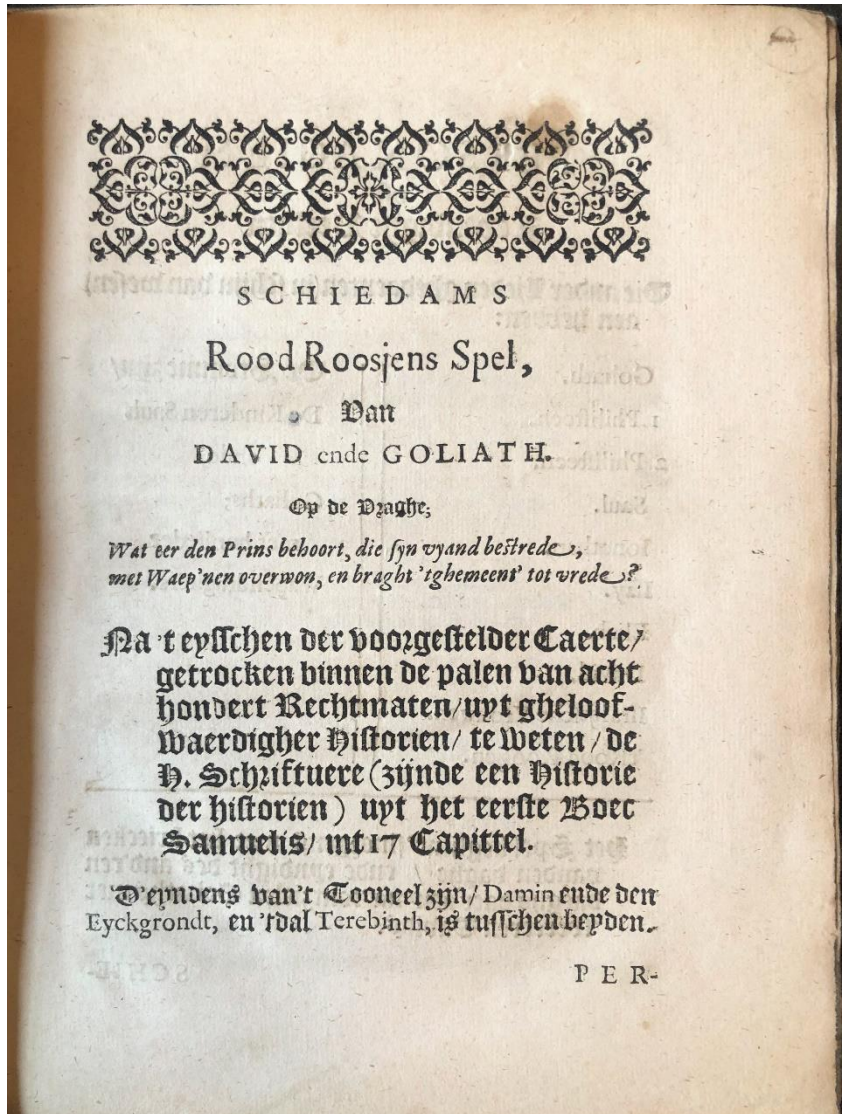 SCHIEDAMS
Rood Roosjens Spel,
Van
DAVID ende GOLIATH.
Op de Vraghe;
Wat eer den Prins behoort, die syn vyand bestrede,
met Waep'nen overwon, en braght 'tghemeent' tot vrede?
Na 't eysschen der voorgestelder Caerte/
getrocken binnen de palen van acht
hondert Rechtmaten/uyt gheloof-
waerdigher Historien/ te weten/de
H. Schriftuere (zijnde een Historie
der historien) uyt het eerste Boec
Samuelis/ int 17 Capittel.
D'eyndens van't Tooneel zijn/ Damin ende den
Eyckgrondt, en 'tdal Terebinth, is tusschen beyden.
PER-